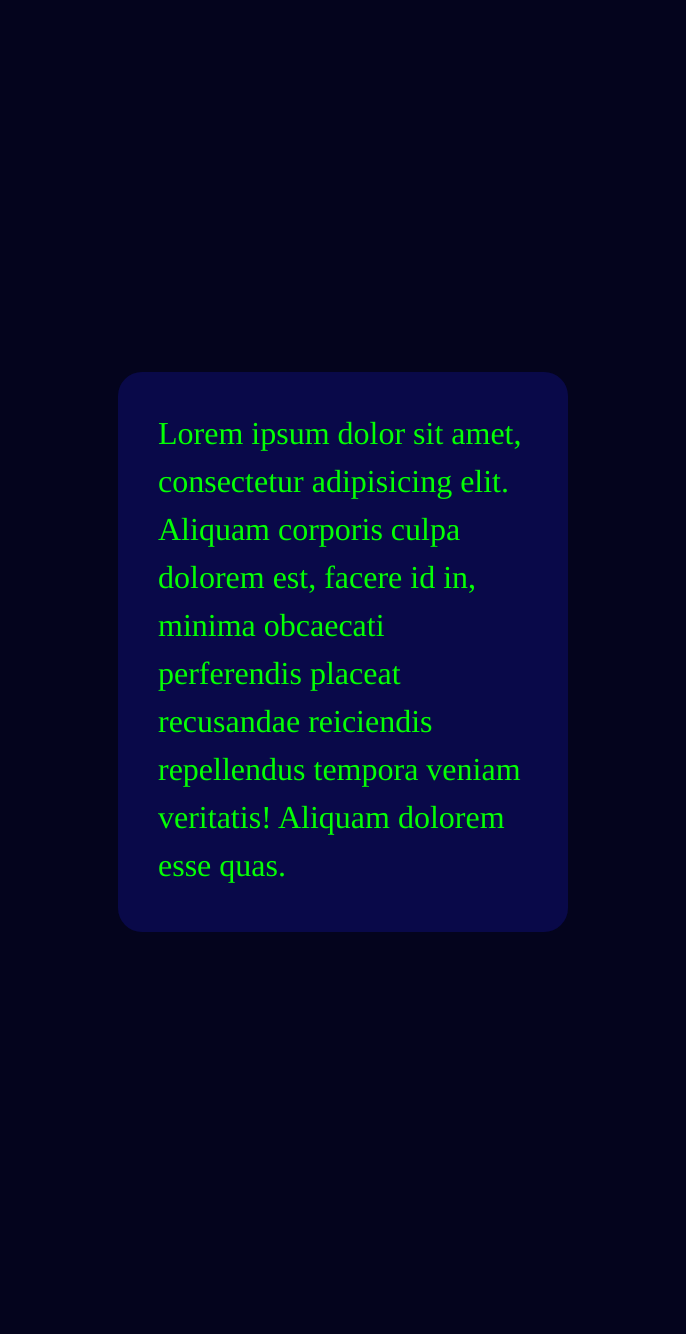 Lorem ipsum dolor sit amet,
consectetur adipisicing elit.
Aliquam corporis culpa
dolorem est, facere id in,
minima obcaecati
perferendis placeat
recusandae reiciendis
repellendus tempora veniam
veritatis! Aliquam dolorem
esse quas.